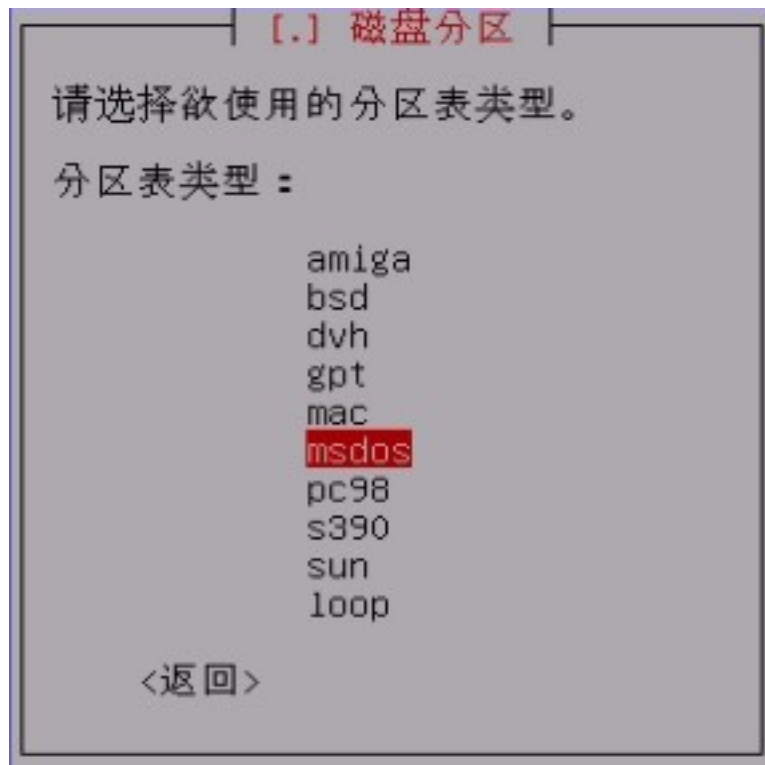 [.] 磁盘分区
请选择欲使用的分区表类型。
分区表类型：
amiga
bsd
dvh
gpt
mac
msdos
pc98
s390
sun
loop
<返回>